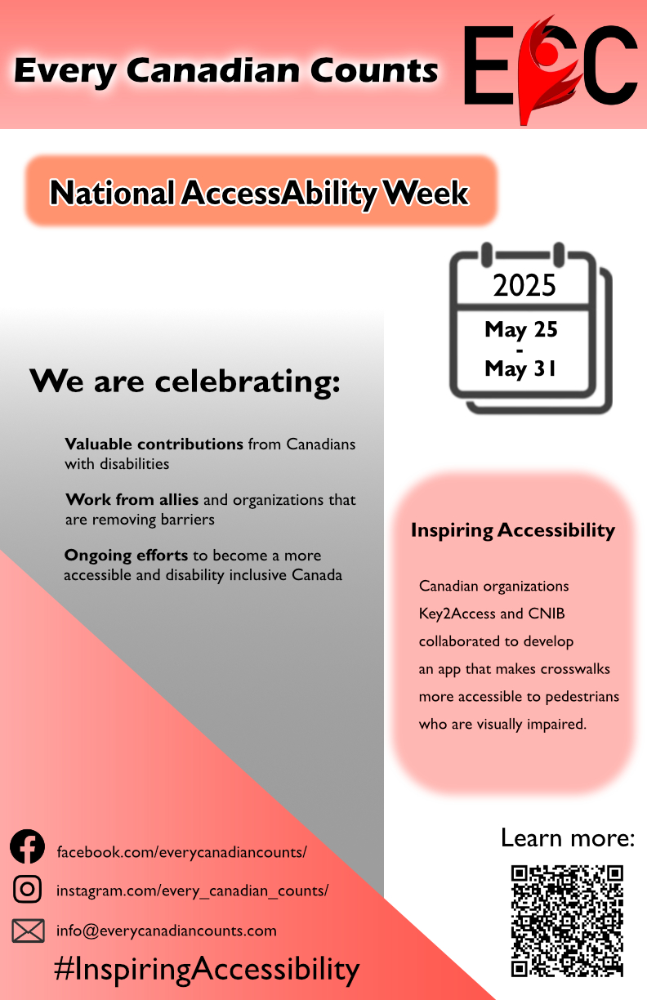 Every Canadian Counts
ECC
National AccessAbility Week
2025
May 25
-
May 31
We are celebrating:
Valuable contributions from Canadians
with disabilities
Work from allies and organizations that
are removing barriers
Ongoing efforts to become a more
accessible and disability inclusive Canada
Inspiring Accessibility
Canadian organizations
Key2Access and CNIB
collaborated to develop
an app that makes crosswalks
more accessible to pedestrians
who are visually impaired.
Learn more:
facebook.com/everycanadiancounts/
instagram.com/every_canadian_counts/
info@everycanadiancounts.com
#InspiringAccessibility